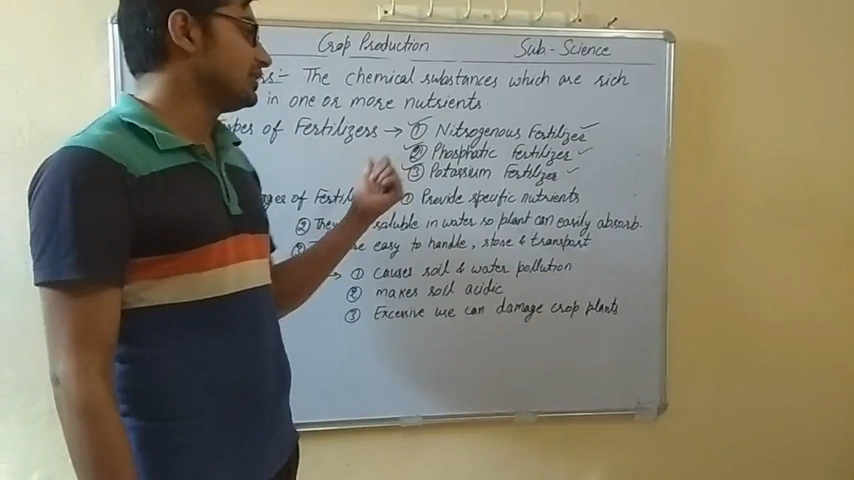 Crop Production Sub-Science
The chemical substances which are rich
in one or more nutrients.
of Fertilizers → ① Nitrogenous Fertilizer
② Phosphatic Fertilizer
③ Potassium Fertilizer
of ① Provide specific nutrients
② soluble in water so plant can easily absorb.
easy to handle, store & transport
→ ① Causes soil & water pollution
② makes soil acidic
③ Excessive use can damage crop plants